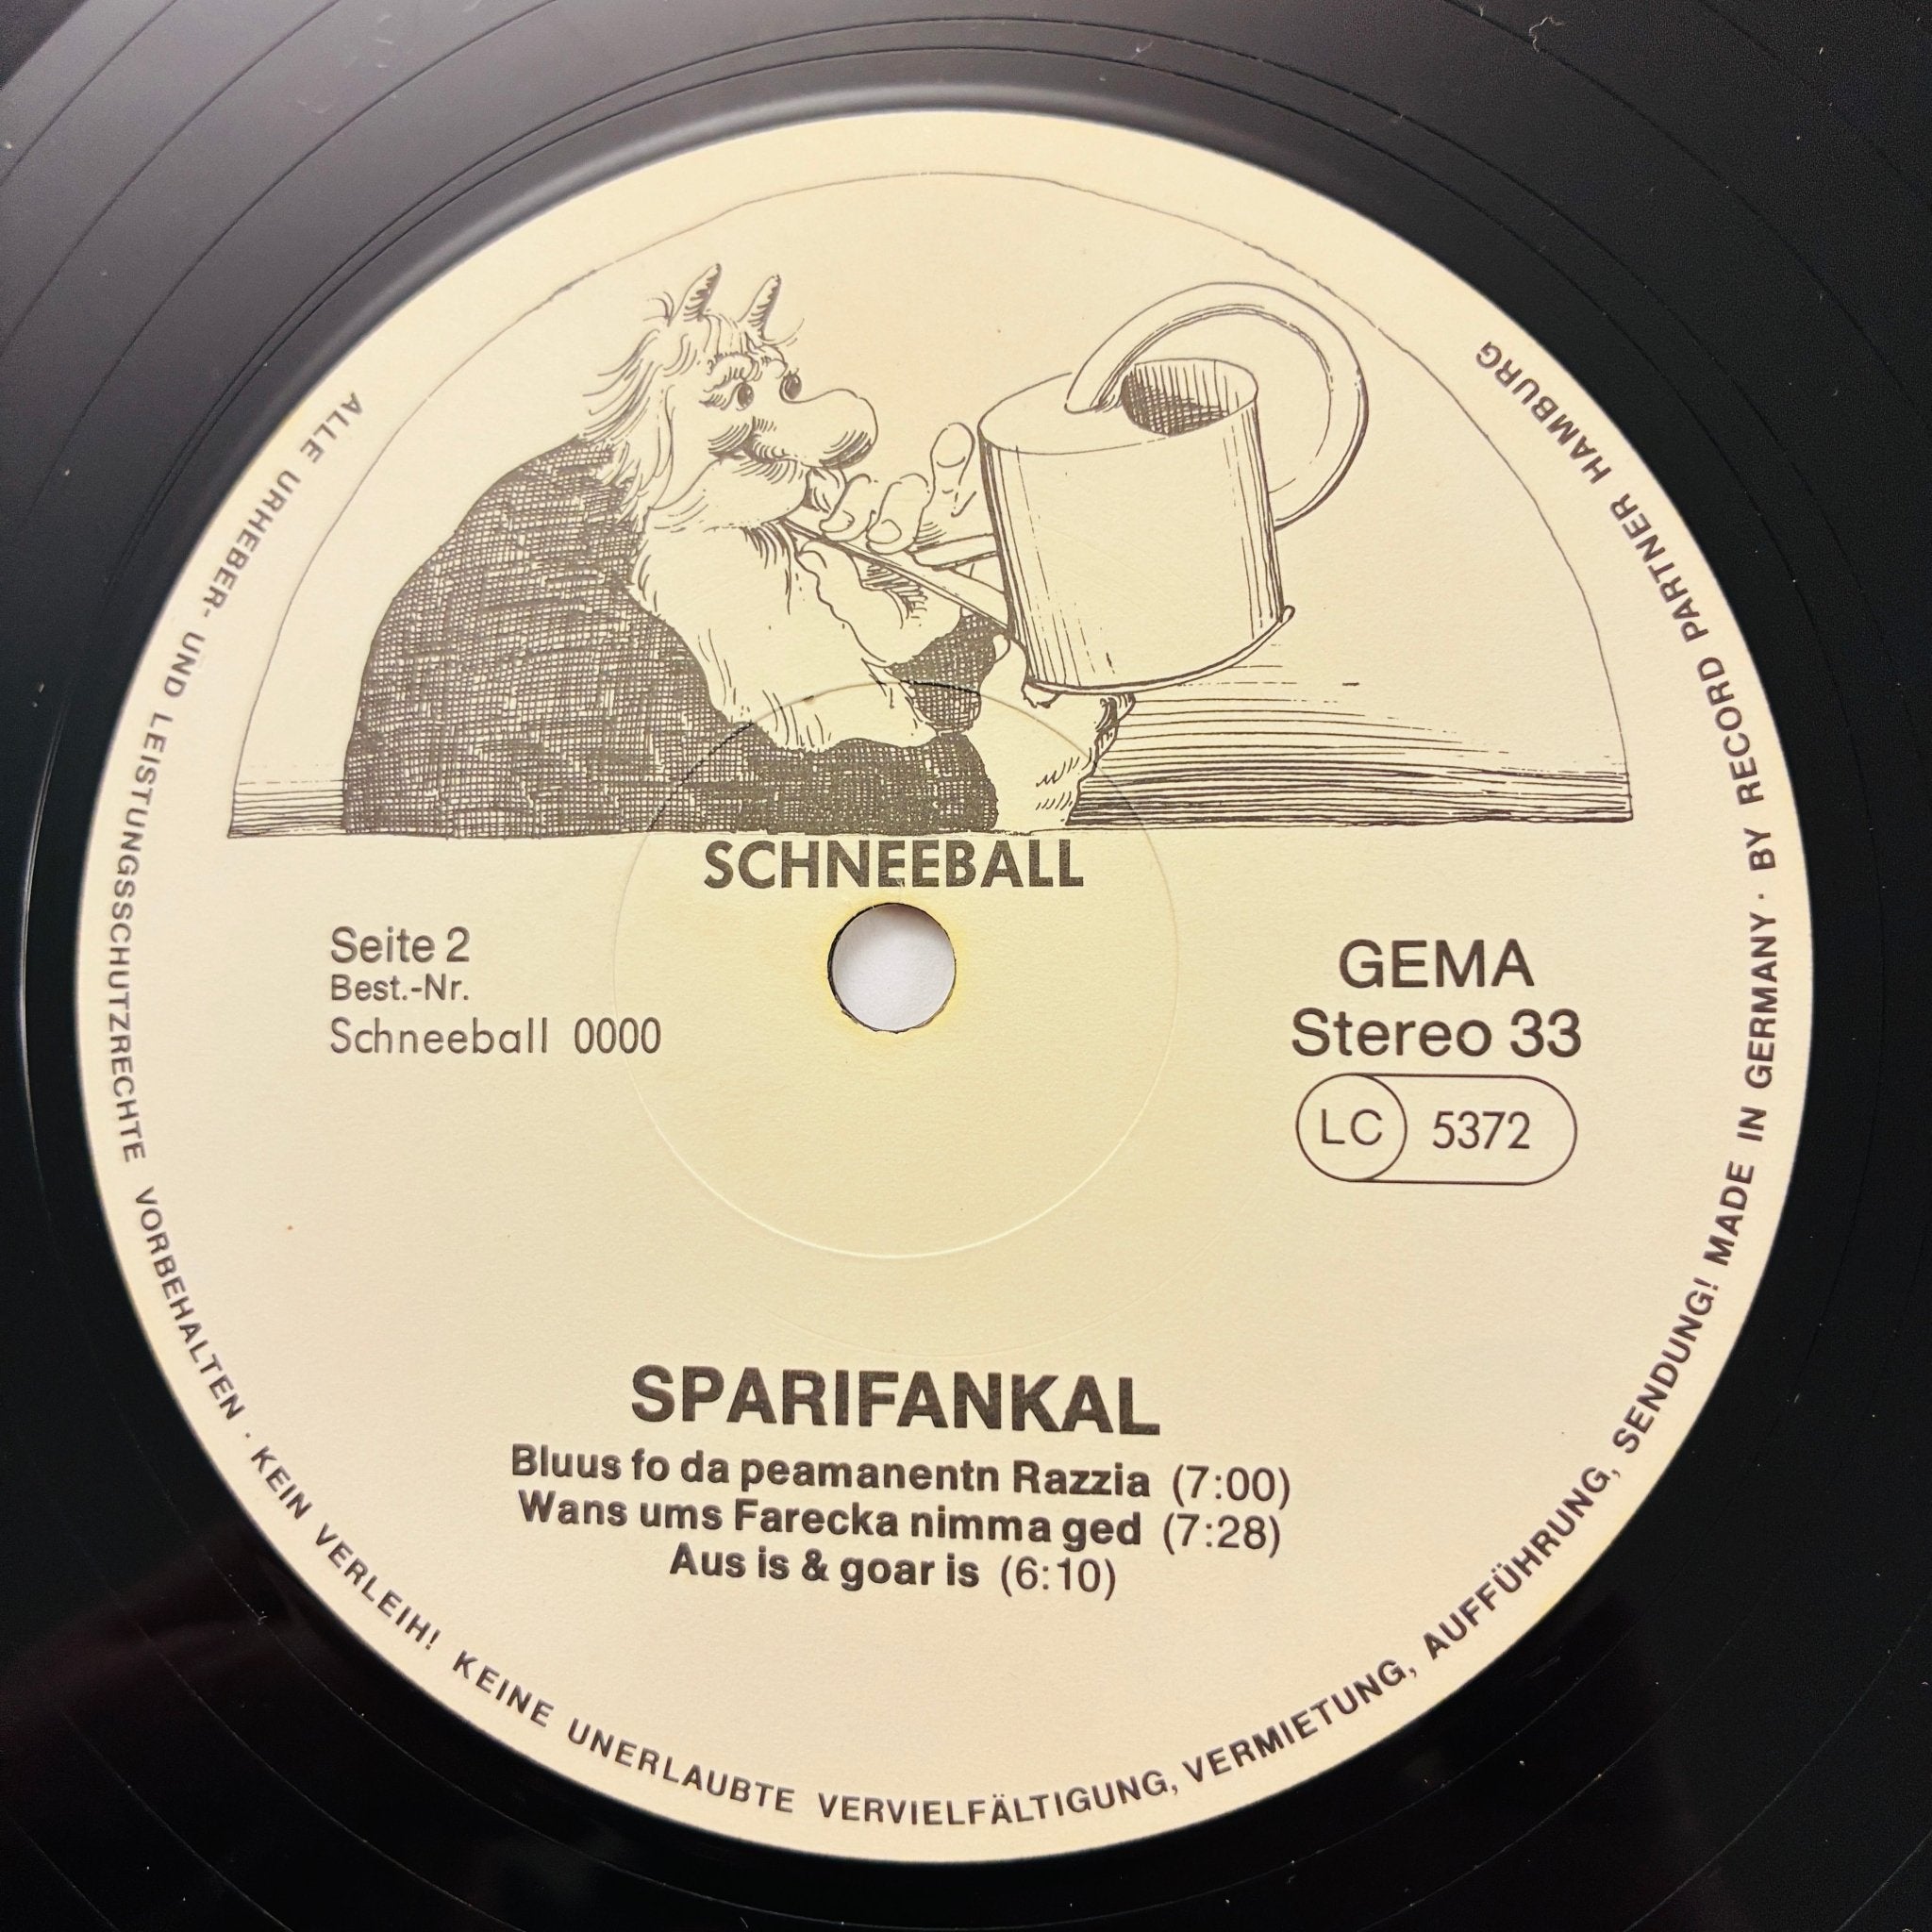 SCHNEEBALL
Seite 2
Best.-Nr.
Schneeball 0000
GEMA
Stereo 33
LC 5372
SPARIFANKAL
Bluus fo da peamanentn Razzia (7:00)
Wans ums Farecka nimma ged (7:28)
Aus is & goar is (6:10)
ALLE URHEBER- UND LEISTUNGSSCHUTZRECHTE VORBEHALTEN · KEIN VERLEIH! KEINE UNERLAUBTE VERVIELFÄLTIGUNG, VERMIETUNG, AUFFÜHRUNG, SENDUNG! MADE IN GERMANY · BY RECORD PARTNER HAMBURG